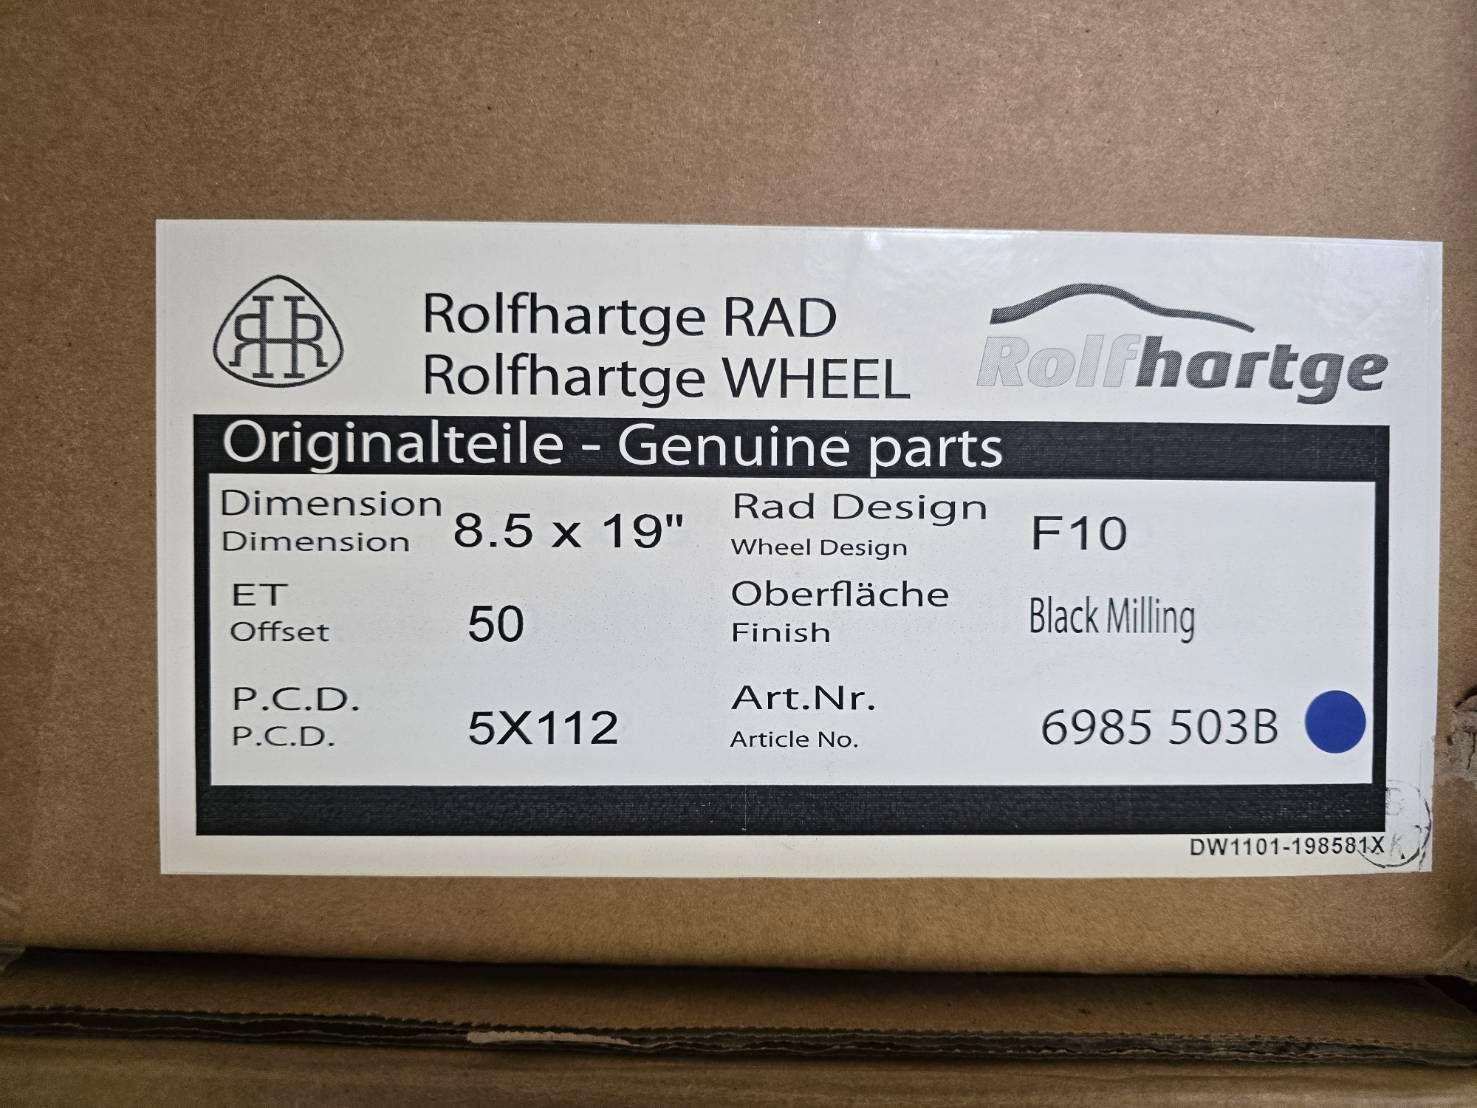 Rolfhartge RAD
Rolfhartge WHEEL
Rolfhartge
Originalteile - Genuine parts
Dimension
Dimension
8.5 x 19"
Rad Design
Wheel Design
F10
ET
Offset
50
Oberfläche
Finish
Black Milling
P.C.D.
P.C.D.
5X112
Art.Nr.
Article No.
6985 503B
DW1101-198581X